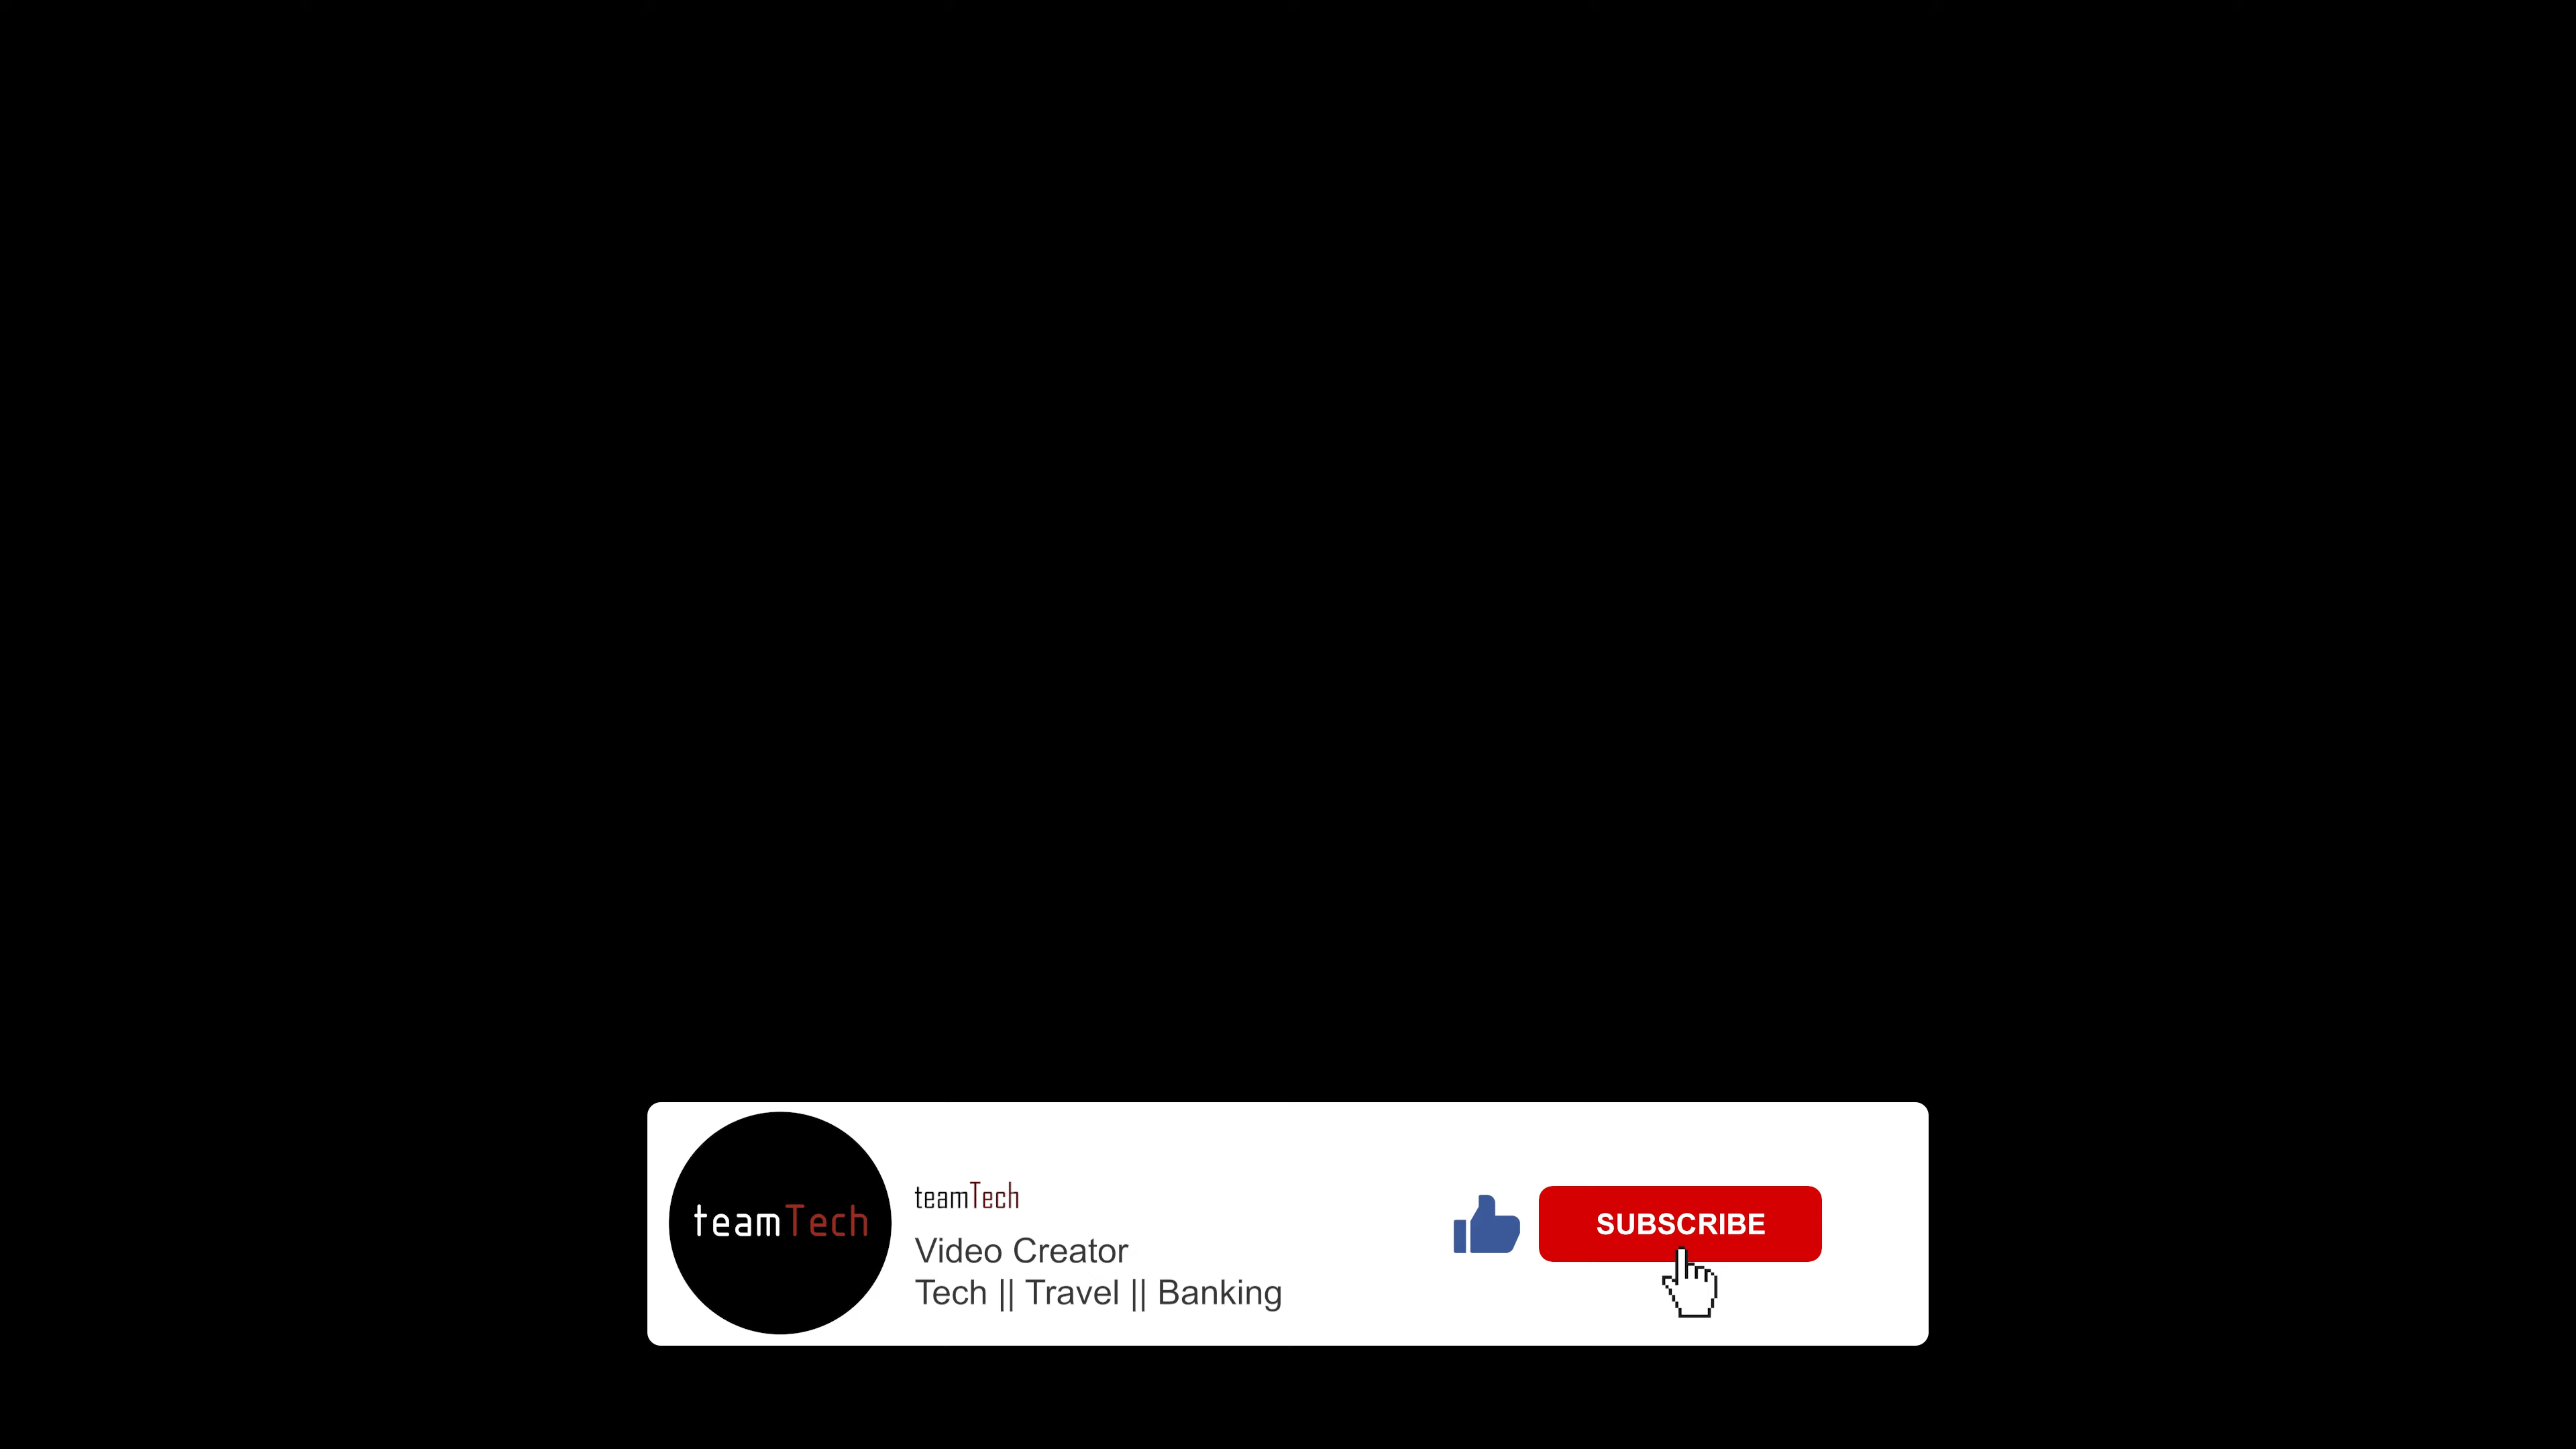 teamTech
teamTech
Video Creator
Tech || Travel || Banking
SUBSCRIBE